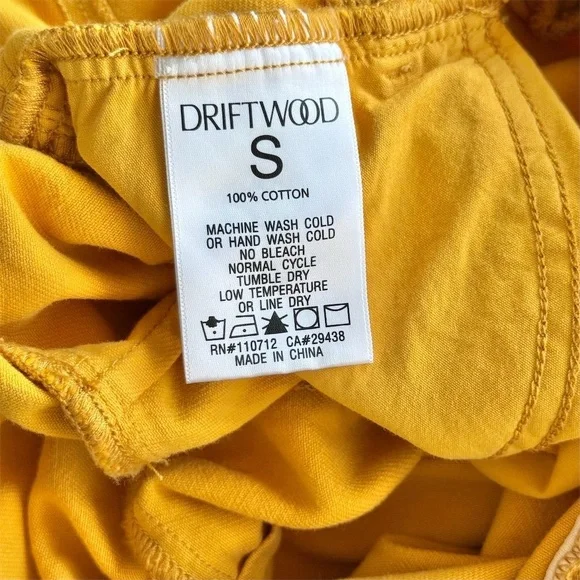 DRIFTWOOD
S
100% COTTON
MACHINE WASH COLD
OR HAND WASH COLD
NO BLEACH
NORMAL CYCLE
TUMBLE DRY
LOW TEMPERATURE
OR LINE DRY
RN#110712 CA#29438
MADE IN CHINA